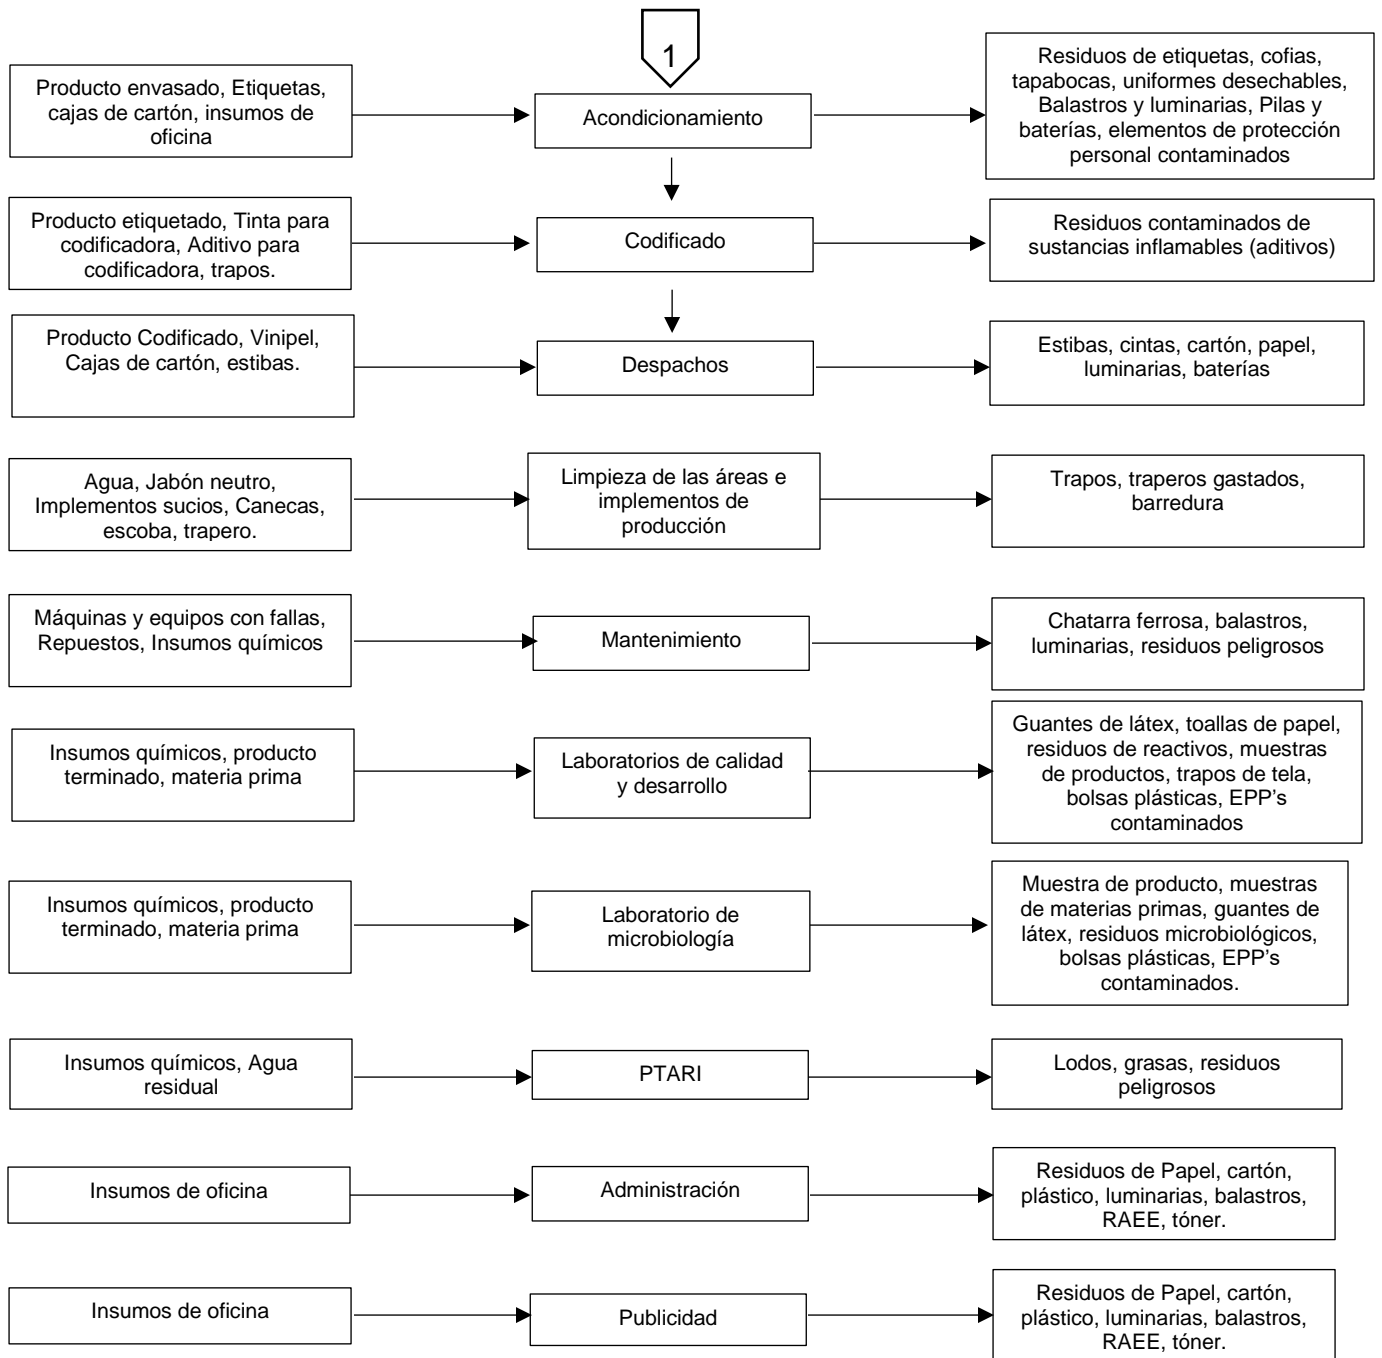 1
Producto envasado, Etiquetas,
cajas de cartón, insumos de
oficina
Acondicionamiento
Residuos de etiquetas, cofias,
tapabocas, uniformes desechables,
Balastros y luminarias, Pilas y
baterías, elementos de protección
personal contaminados
Producto etiquetado, Tinta para
codificadora, Aditivo para
codificadora, trapos.
Codificado
Residuos contaminados de
sustancias inflamables (aditivos)
Producto Codificado, Vinipel,
Cajas de cartón, estibas.
Despachos
Estibas, cintas, cartón, papel,
luminarias, baterías
Agua, Jabón neutro,
Implementos sucios, Canecas,
escoba, trapero.
Limpieza de las áreas e
implementos de
producción
Trapos, traperos gastados,
barredura
Máquinas y equipos con fallas,
Repuestos, Insumos químicos
Mantenimiento
Chatarra ferrosa, balastros,
luminarias, residuos peligrosos
Insumos químicos, producto
terminado, materia prima
Laboratorios de calidad
y desarrollo
Guantes de látex, toallas de papel,
residuos de reactivos, muestras
de productos, trapos de tela,
bolsas plásticas, EPP’s
contaminados
Insumos químicos, producto
terminado, materia prima
Laboratorio de
microbiología
Muestra de producto, muestras
de materias primas, guantes de
látex, residuos microbiológicos,
bolsas plásticas, EPP’s
contaminados.
Insumos químicos, Agua
residual
PTARI
Lodos, grasas, residuos
peligrosos
Insumos de oficina
Administración
Residuos de Papel, cartón,
plástico, luminarias, balastros,
RAEE, tóner.
Insumos de oficina
Publicidad
Residuos de Papel, cartón,
plástico, luminarias, balastros,
RAEE, tóner.